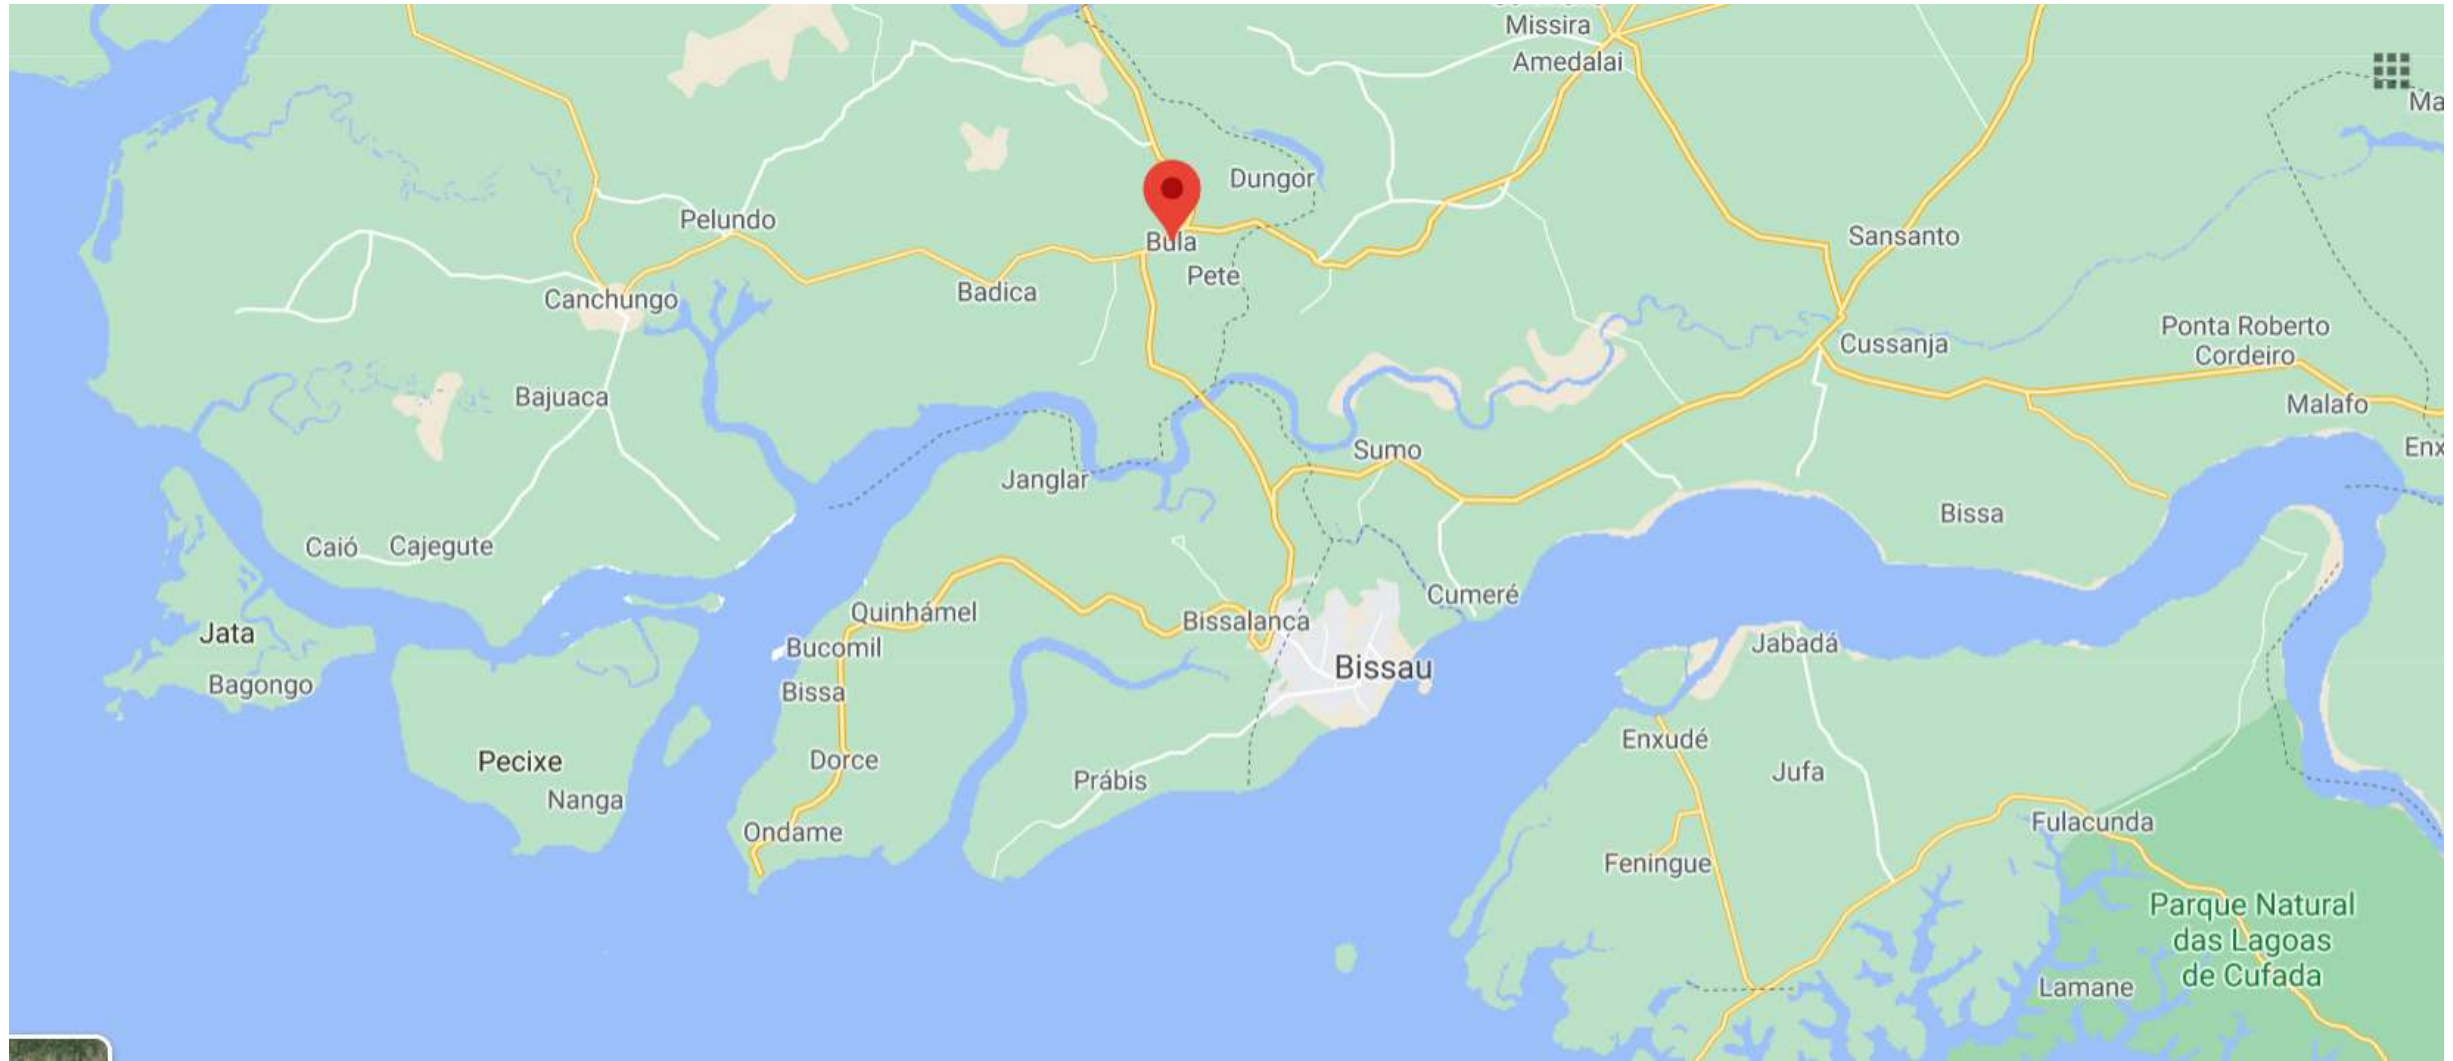 Missira
Amedalai
Dungor
Pelundo
Bula
Sansanto
Pete
Badica
Canchungo
Ponta Roberto
Cordeiro
Cussanja
Bajuaca
Malafo
Sumo
Janglar
Bissa
Caió
Cajegute
Cumeré
Quinhámel
Bissalanca
Jata
Bucomil
Jabadá
Bissau
Bagongo
Bissa
Enxudé
Dorce
Pecixe
Jufa
Prábis
Nanga
Fulacunda
Ondame
Feningue
Parque Natural
das Lagoas
de Cufada
Lamane